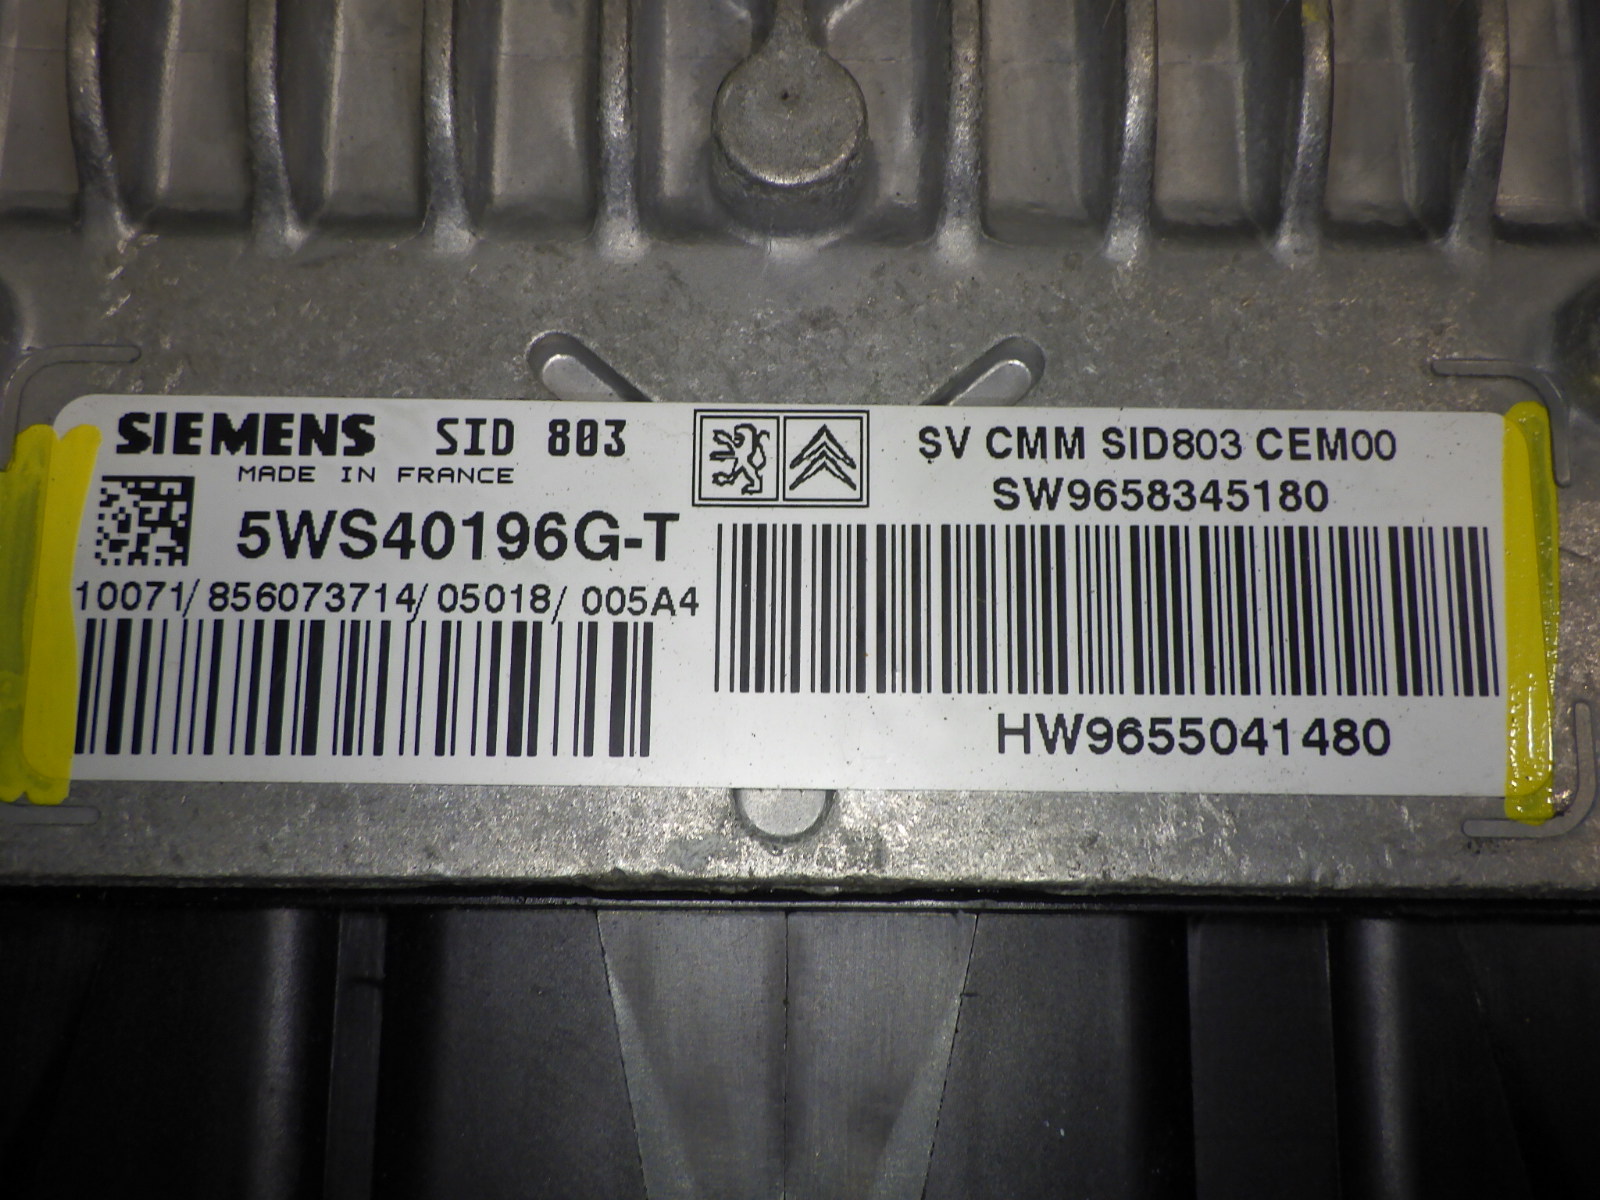 SIEMENS SID 803
MADE IN FRANCE
5WS40196G-T
10071/856073714/05018/005A4
SV CMM SID803 CEM00
SW9658345180
HW9655041480